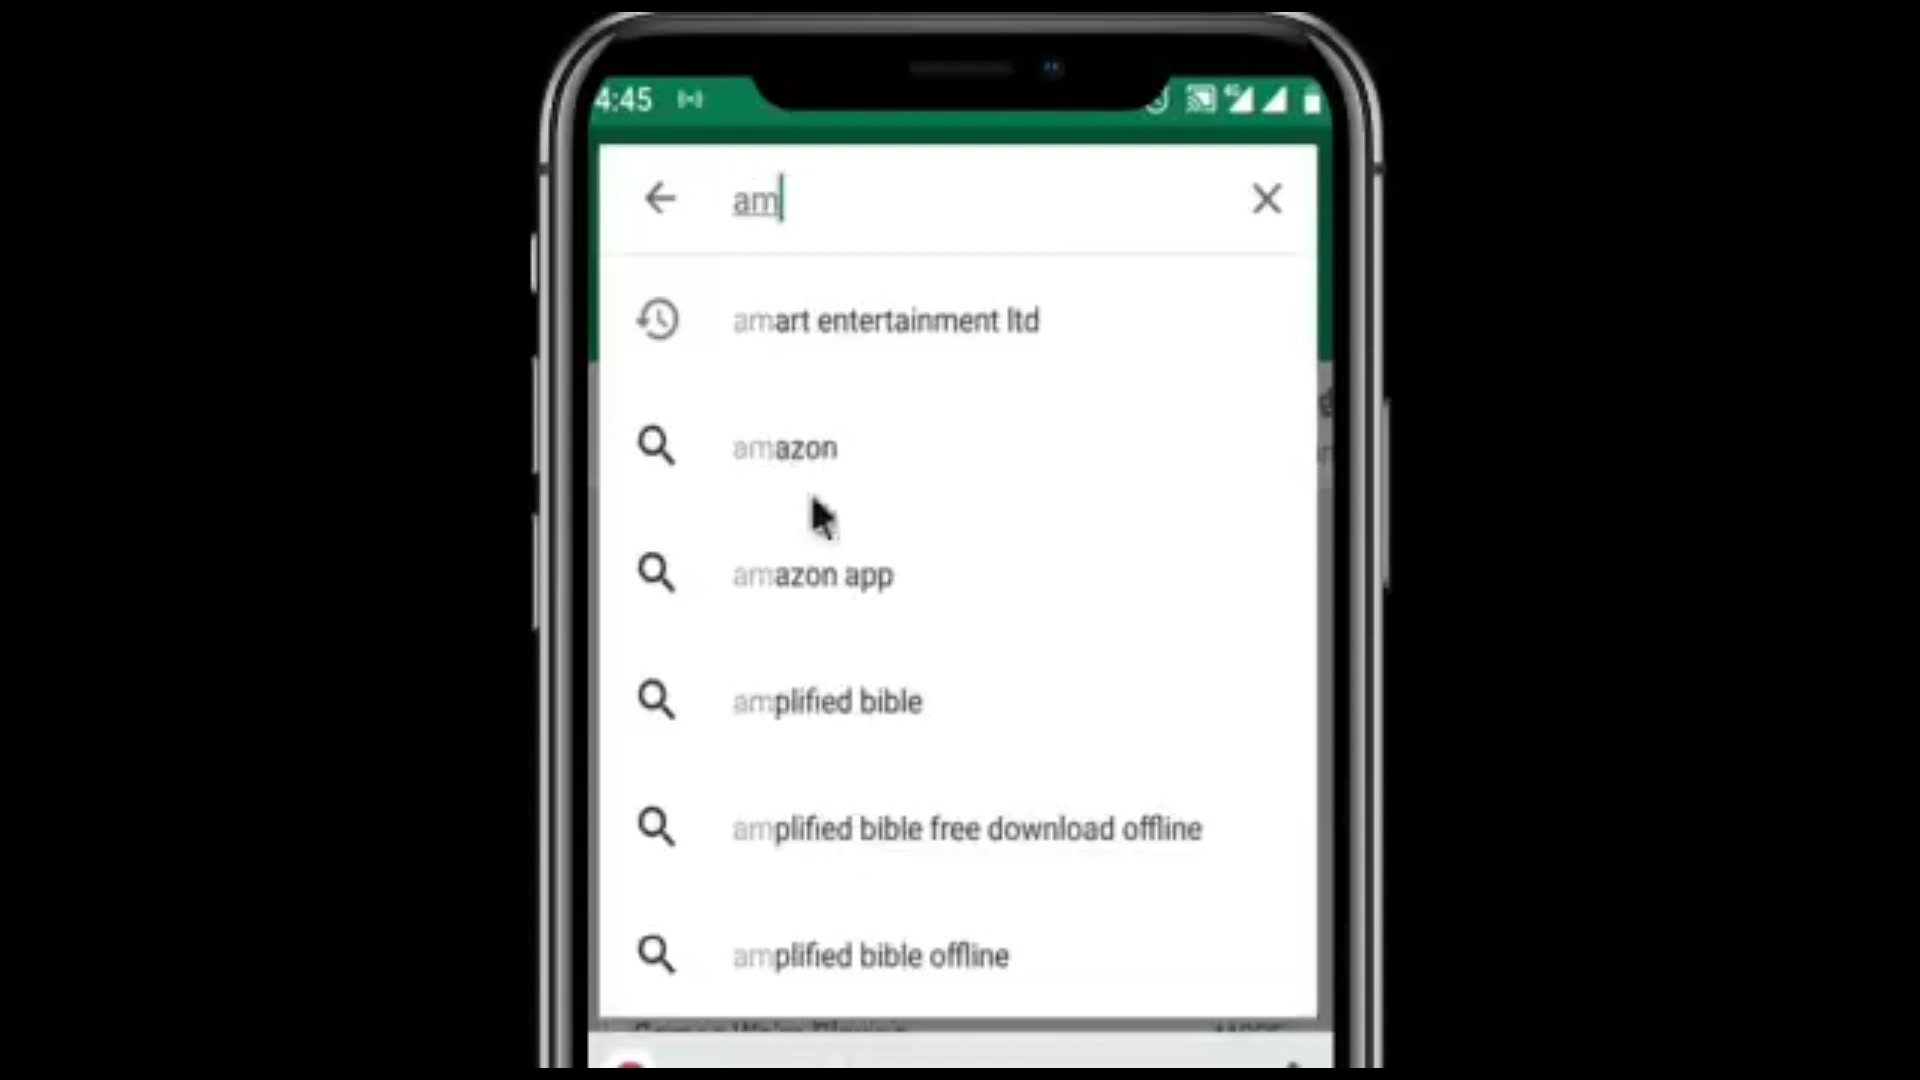 4:45
4G
am
amart entertainment ltd
amazon
amazon app
amplified bible
amplified bible free download offline
amplified bible offline